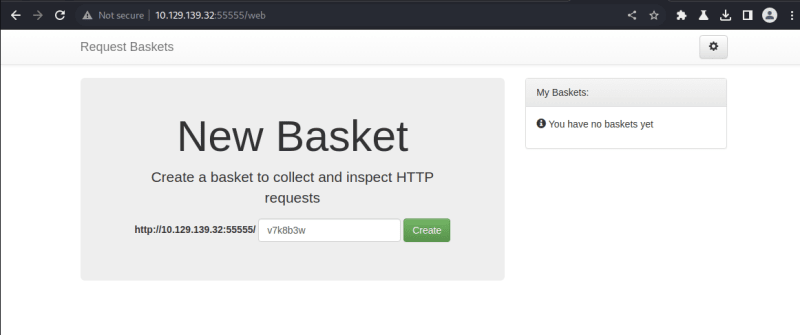 Not secure 10.129.139.32:55555/web
Request Baskets
New Basket
Create a basket to collect and inspect HTTP
requests
http://10.129.139.32:55555/ v7k8b3w Create
My Baskets:
You have no baskets yet